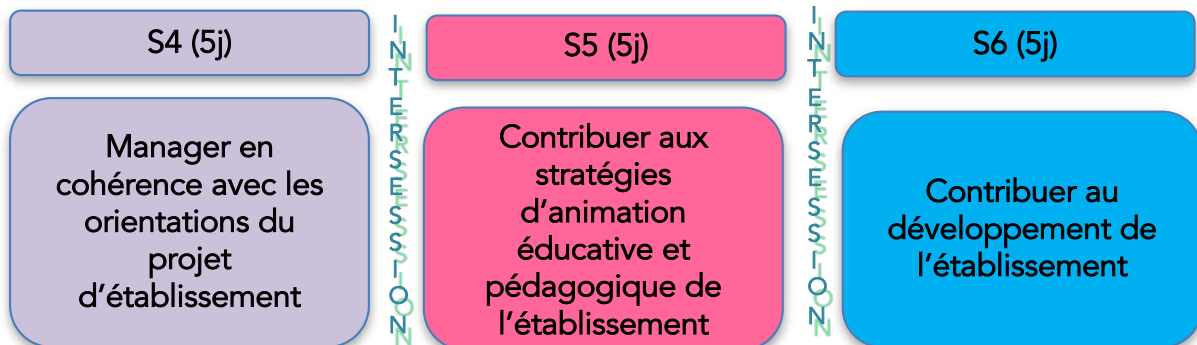 S4 (5j)
Manager en
cohérence avec les
orientations du
projet
d’établissement
INTERSESSION
S5 (5j)
Contribuer aux
stratégies
d’animation
éducative et
pédagogique de
l’établissement
INTERSESSION
S6 (5j)
Contribuer au
développement de
l’établissement